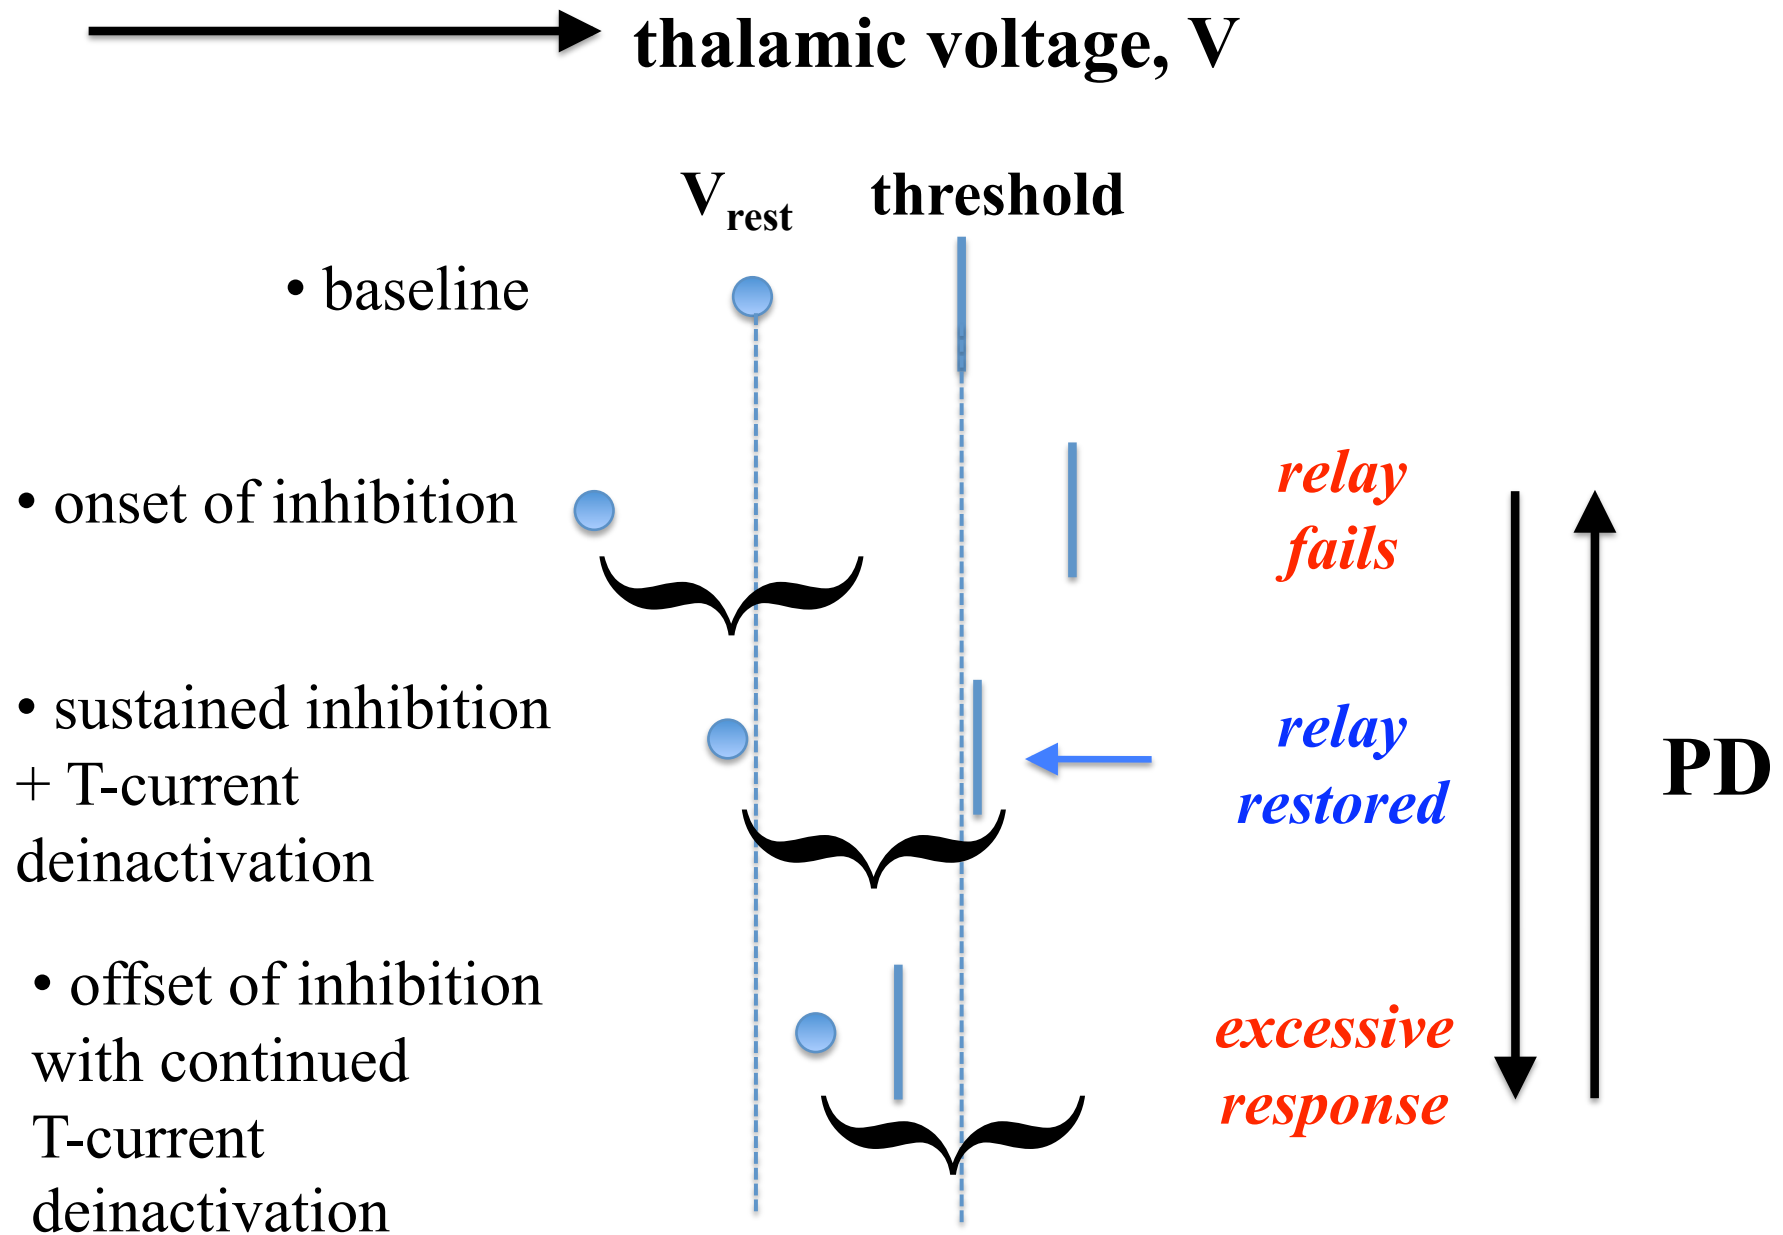 thalamic voltage, V
V_rest threshold
• baseline
• onset of inhibition
relay
fails
• sustained inhibition
+ T-current
deinactivation
relay
restored
PD
• offset of inhibition
with continued
T-current
deinactivation
excessive
response